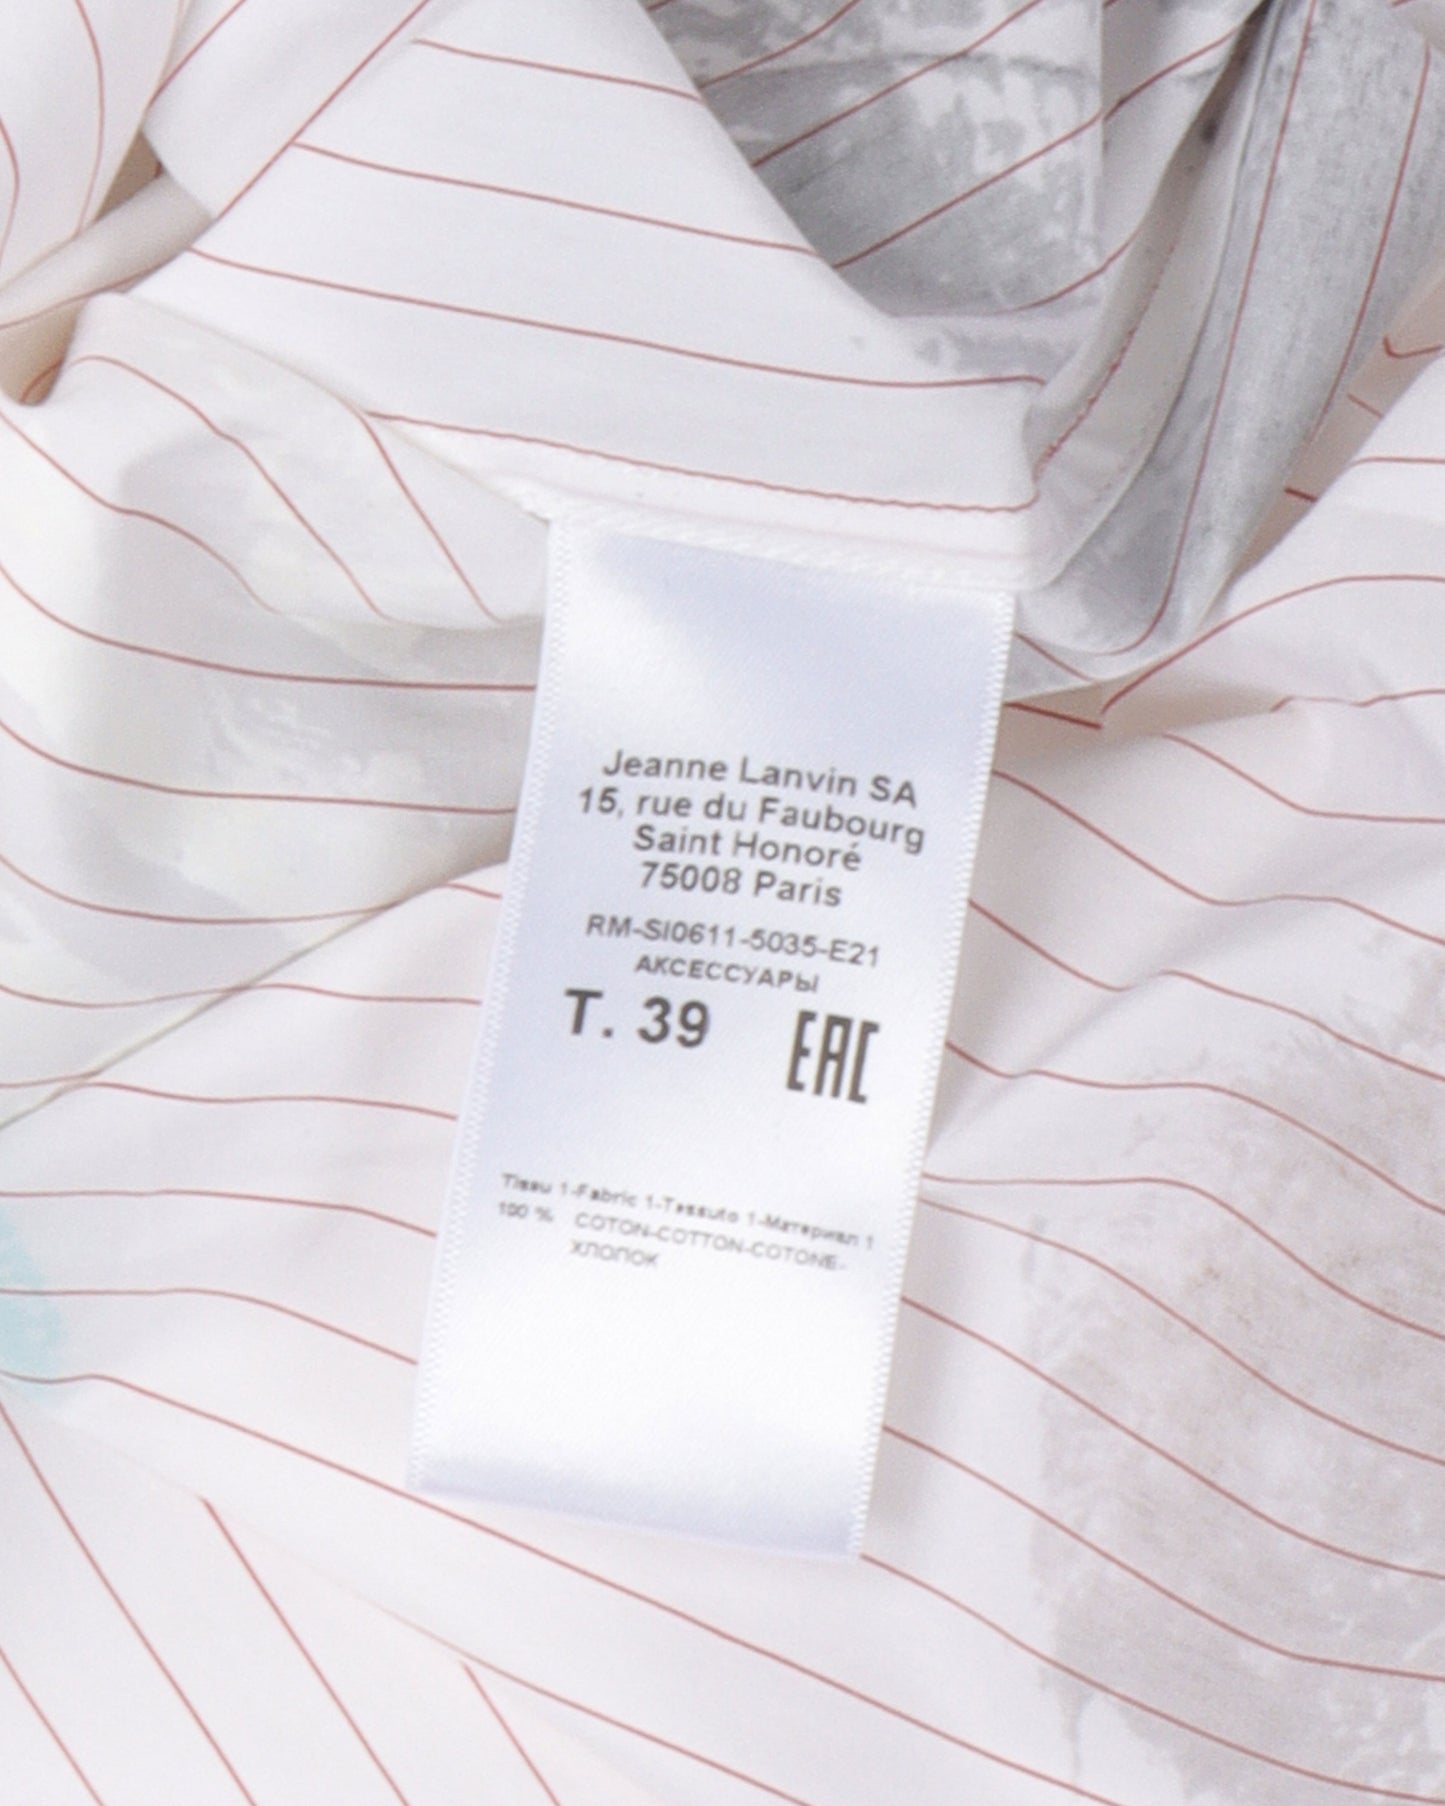 Jeanne Lanvin SA
15, rue du Faubourg
Saint Honoré
75008 Paris
RM-SI0611-5035-E21
АКСЕССУАРЫ
T. 39
EAC
Tissu 1-Fabric 1-Tessuto 1-Материал 1
100 % COTON-COTTON-COTONE-
ХЛОПОК